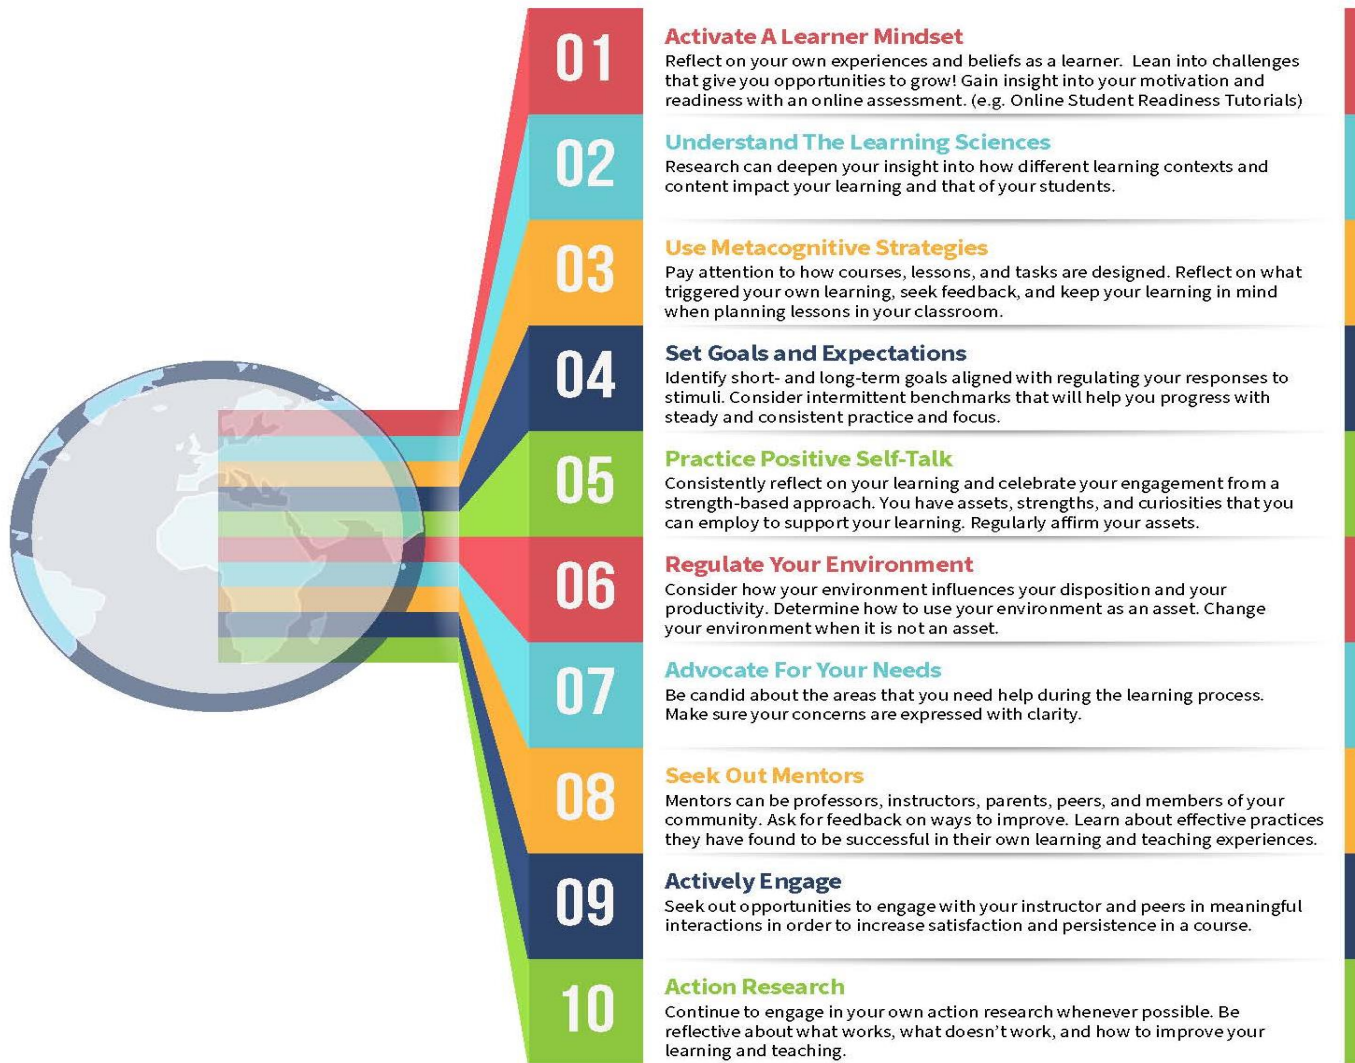 01
Activate A Learner Mindset
Reflect on your own experiences and beliefs as a learner. Lean into challenges
that give you opportunities to grow! Gain insight into your motivation and
readiness with an online assessment. (e.g. Online Student Readiness Tutorials)
02
Understand The Learning Sciences
Research can deepen your insight into how different learning contexts and
content impact your learning and that of your students.
03
Use Metacognitive Strategies
Pay attention to how courses, lessons, and tasks are designed. Reflect on what
triggered your own learning, seek feedback, and keep your learning in mind
when planning lessons in your classroom.
04
Set Goals and Expectations
Identify short- and long-term goals aligned with regulating your responses to
stimuli. Consider intermittent benchmarks that will help you progress with
steady and consistent practice and focus.
05
Practice Positive Self-Talk
Consistently reflect on your learning and celebrate your engagement from a
strength-based approach. You have assets, strengths, and curiosities that you
can employ to support your learning. Regularly affirm your assets.
06
Regulate Your Environment
Consider how your environment influences your disposition and your
productivity. Determine how to use your environment as an asset. Change
your environment when it is not an asset.
07
Advocate For Your Needs
Be candid about the areas that you need help during the learning process.
Make sure your concerns are expressed with clarity.
08
Seek Out Mentors
Mentors can be professors, instructors, parents, peers, and members of your
community. Ask for feedback on ways to improve. Learn about effective practices
they have found to be successful in their own learning and teaching experiences.
09
Actively Engage
Seek out opportunities to engage with your instructor and peers in meaningful
interactions in order to increase satisfaction and persistence in a course.
10
Action Research
Continue to engage in your own action research whenever possible. Be
reflective about what works, what doesn't work, and how to improve your
learning and teaching.